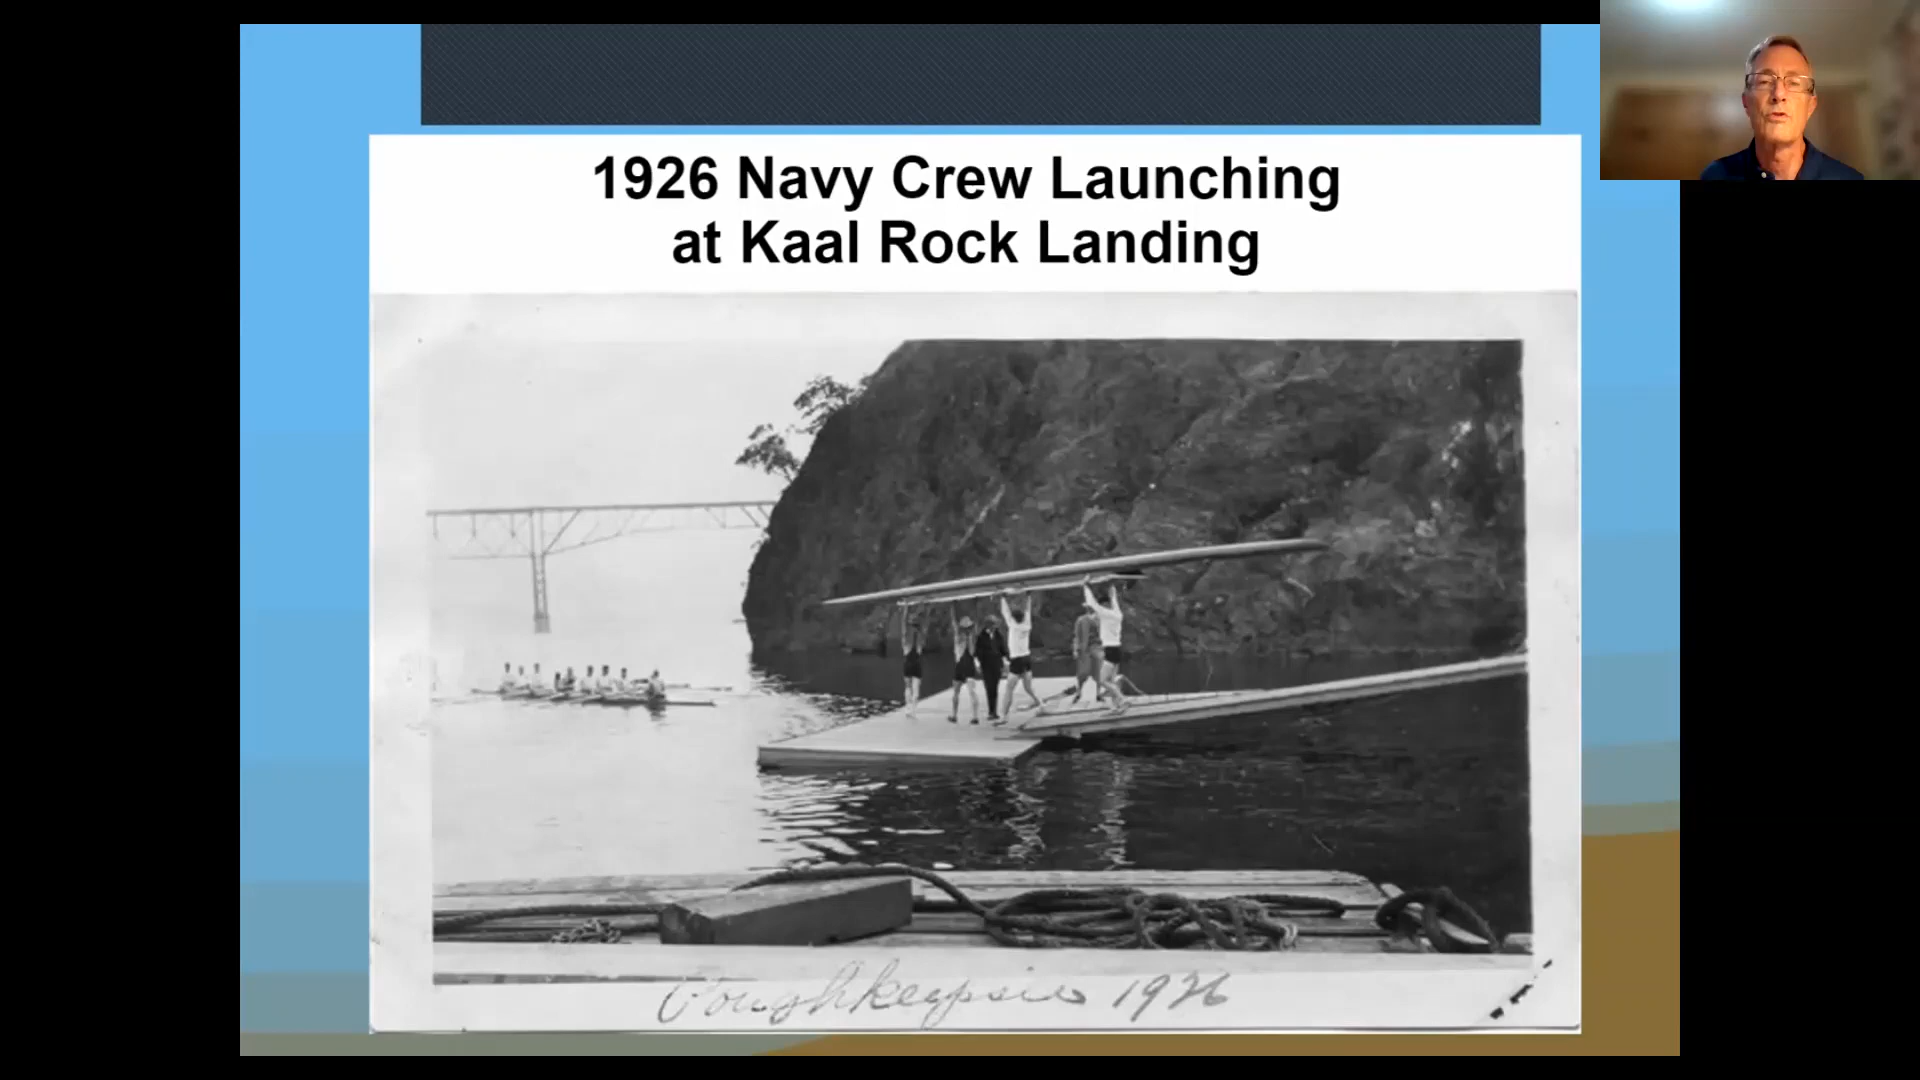 1926 Navy Crew Launching
at Kaal Rock Landing
Poughkeepsie 1926